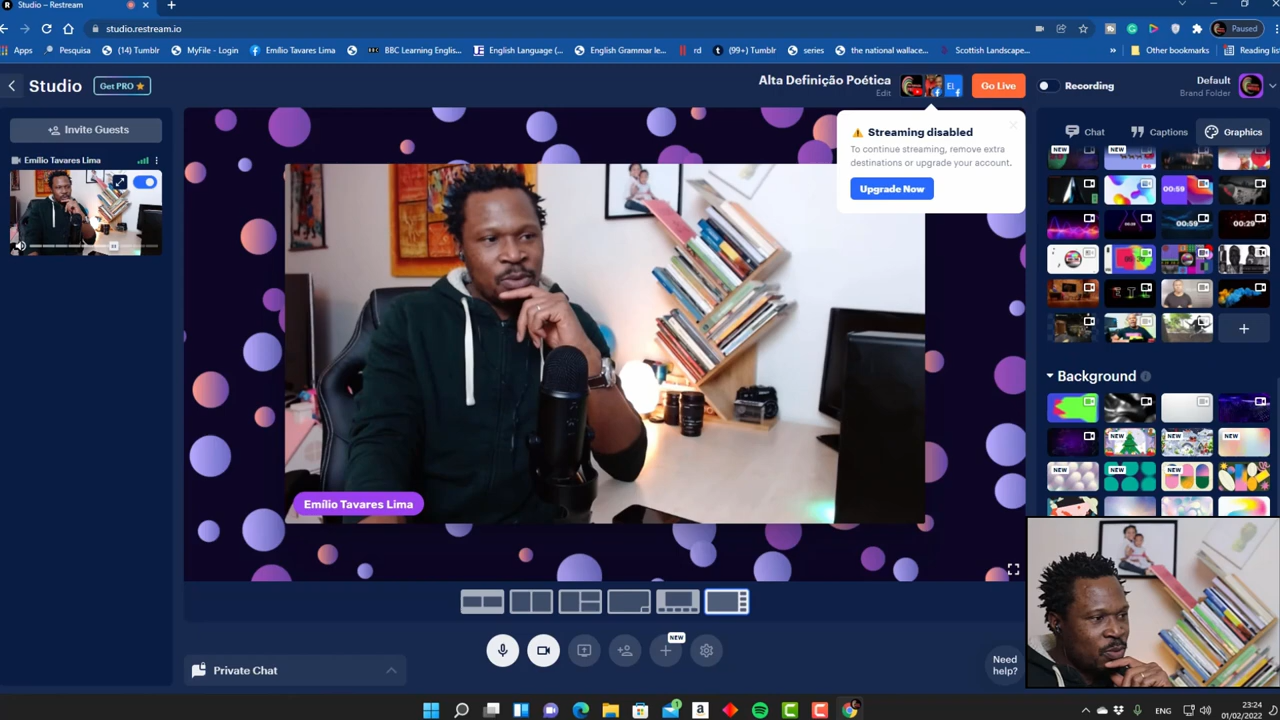 Studio – Restream
studio.restream.io
Paused
Apps
Pesquisa
(14) Tumblr
MyFile - Login
Emilio Tavares Lima
BBC Learning Englis...
English Language (...
English Grammar le...
rd
(99+) Tumblr
series
the national wallace...
Scottish Landscape...
»
Other bookmarks
Reading list
Studio
Get PRO
Alta Definição Poética
Edit
El
Go Live
Recording
Default
Brand Folder
Invite Guests
Emílio Tavares Lima
Streaming disabled
To continue streaming, remove extra
destinations or upgrade your account.
Upgrade Now
Chat
Captions
Graphics
NEW
NEW
00:59
00:59
00:29
Background
NEW
NEW
NEW
NEW
NEW
NEW
Emílio Tavares Lima
NEW
Private Chat
Need
help?
ENG
23:24
01/02/2022